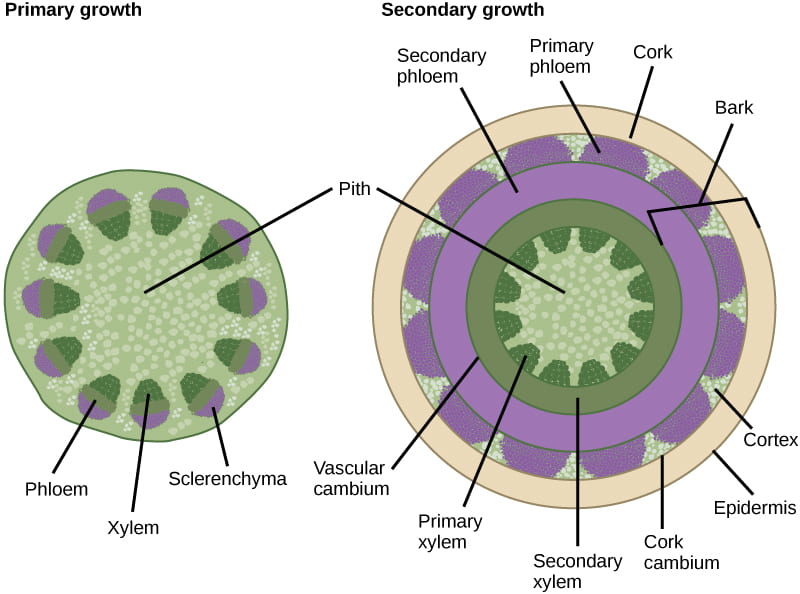 Primary growth
Secondary growth
Secondary
phloem
Primary
phloem
Cork
Bark
Pith
Phloem
Xylem
Sclerenchyma
Vascular
cambium
Primary
xylem
Secondary
xylem
Cork
cambium
Epidermis
Cortex